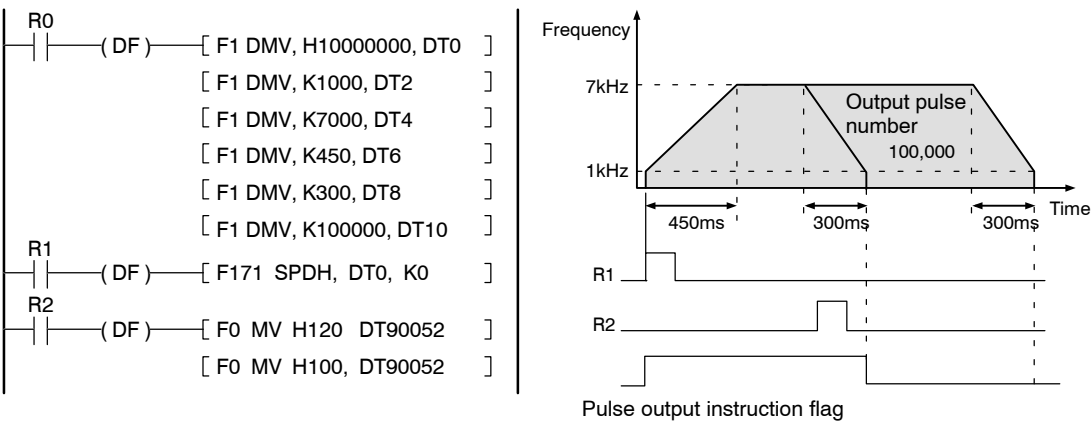 R0
( DF ) [ F1 DMV, H10000000, DT0 ]
[ F1 DMV, K1000, DT2 ]
[ F1 DMV, K7000, DT4 ]
[ F1 DMV, K450, DT6 ]
[ F1 DMV, K300, DT8 ]
[ F1 DMV, K100000, DT10 ]
R1
( DF ) [ F171 SPDH, DT0, K0 ]
R2
( DF ) [ F0 MV H120 DT90052 ]
[ F0 MV H100, DT90052 ]
Frequency
7kHz
Output pulse
number
100,000
1kHz
Time
450ms 300ms 300ms
R1
R2
Pulse output instruction flag